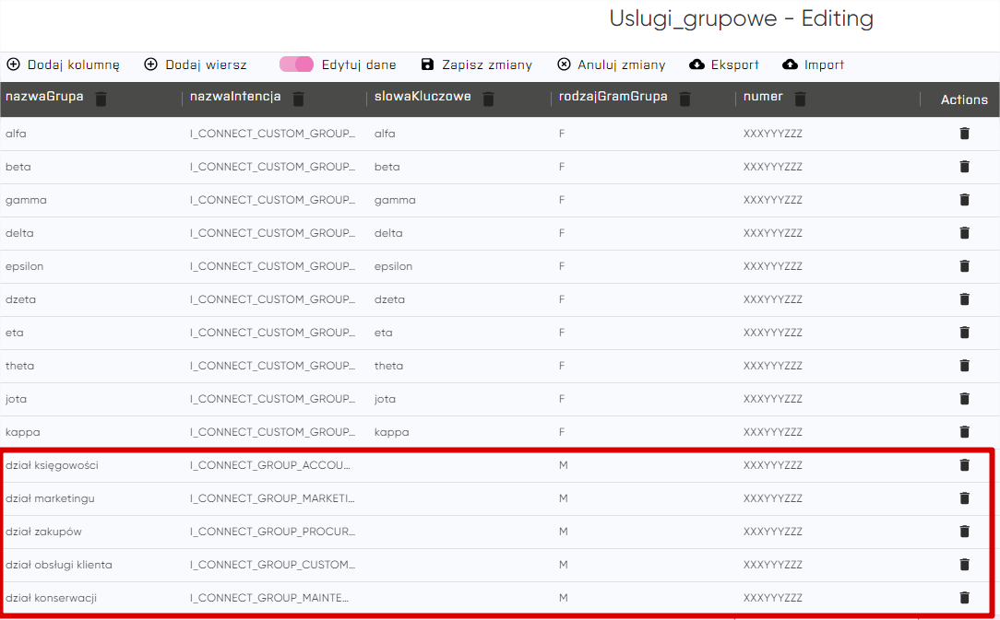 Uslugi_grupowe - Editing
Dodaj kolumnę Dodaj wiersz Edytuj dane Zapisz zmiany Anuluj zmiany Eksport Import
nazwaGrupa nazwaIntencja slowaKluczowe rodzajGramGrupa numer Actions
alfa I_CONNECT_CUSTOM_GROUP... alfa F XXXYYYZZZ
beta I_CONNECT_CUSTOM_GROUP... beta F XXXYYYZZZ
gamma I_CONNECT_CUSTOM_GROUP... gamma F XXXYYYZZZ
delta I_CONNECT_CUSTOM_GROUP... delta F XXXYYYZZZ
epsilon I_CONNECT_CUSTOM_GROUP... epsilon F XXXYYYZZZ
dzeta I_CONNECT_CUSTOM_GROUP... dzeta F XXXYYYZZZ
eta I_CONNECT_CUSTOM_GROUP... eta F XXXYYYZZZ
theta I_CONNECT_CUSTOM_GROUP... theta F XXXYYYZZZ
jota I_CONNECT_CUSTOM_GROUP... jota F XXXYYYZZZ
kappa I_CONNECT_CUSTOM_GROUP... kappa F XXXYYYZZZ
dział księgowości I_CONNECT_GROUP_ACCOU... M XXXYYYZZZ
dział marketingu I_CONNECT_GROUP_MARKETI... M XXXYYYZZZ
dział zakupów I_CONNECT_GROUP_PROCUR... M XXXYYYZZZ
dział obsługi klienta I_CONNECT_GROUP_CUSTOM... M XXXYYYZZZ
dział konserwacji I_CONNECT_GROUP_MAINTE... M XXXYYYZZZ